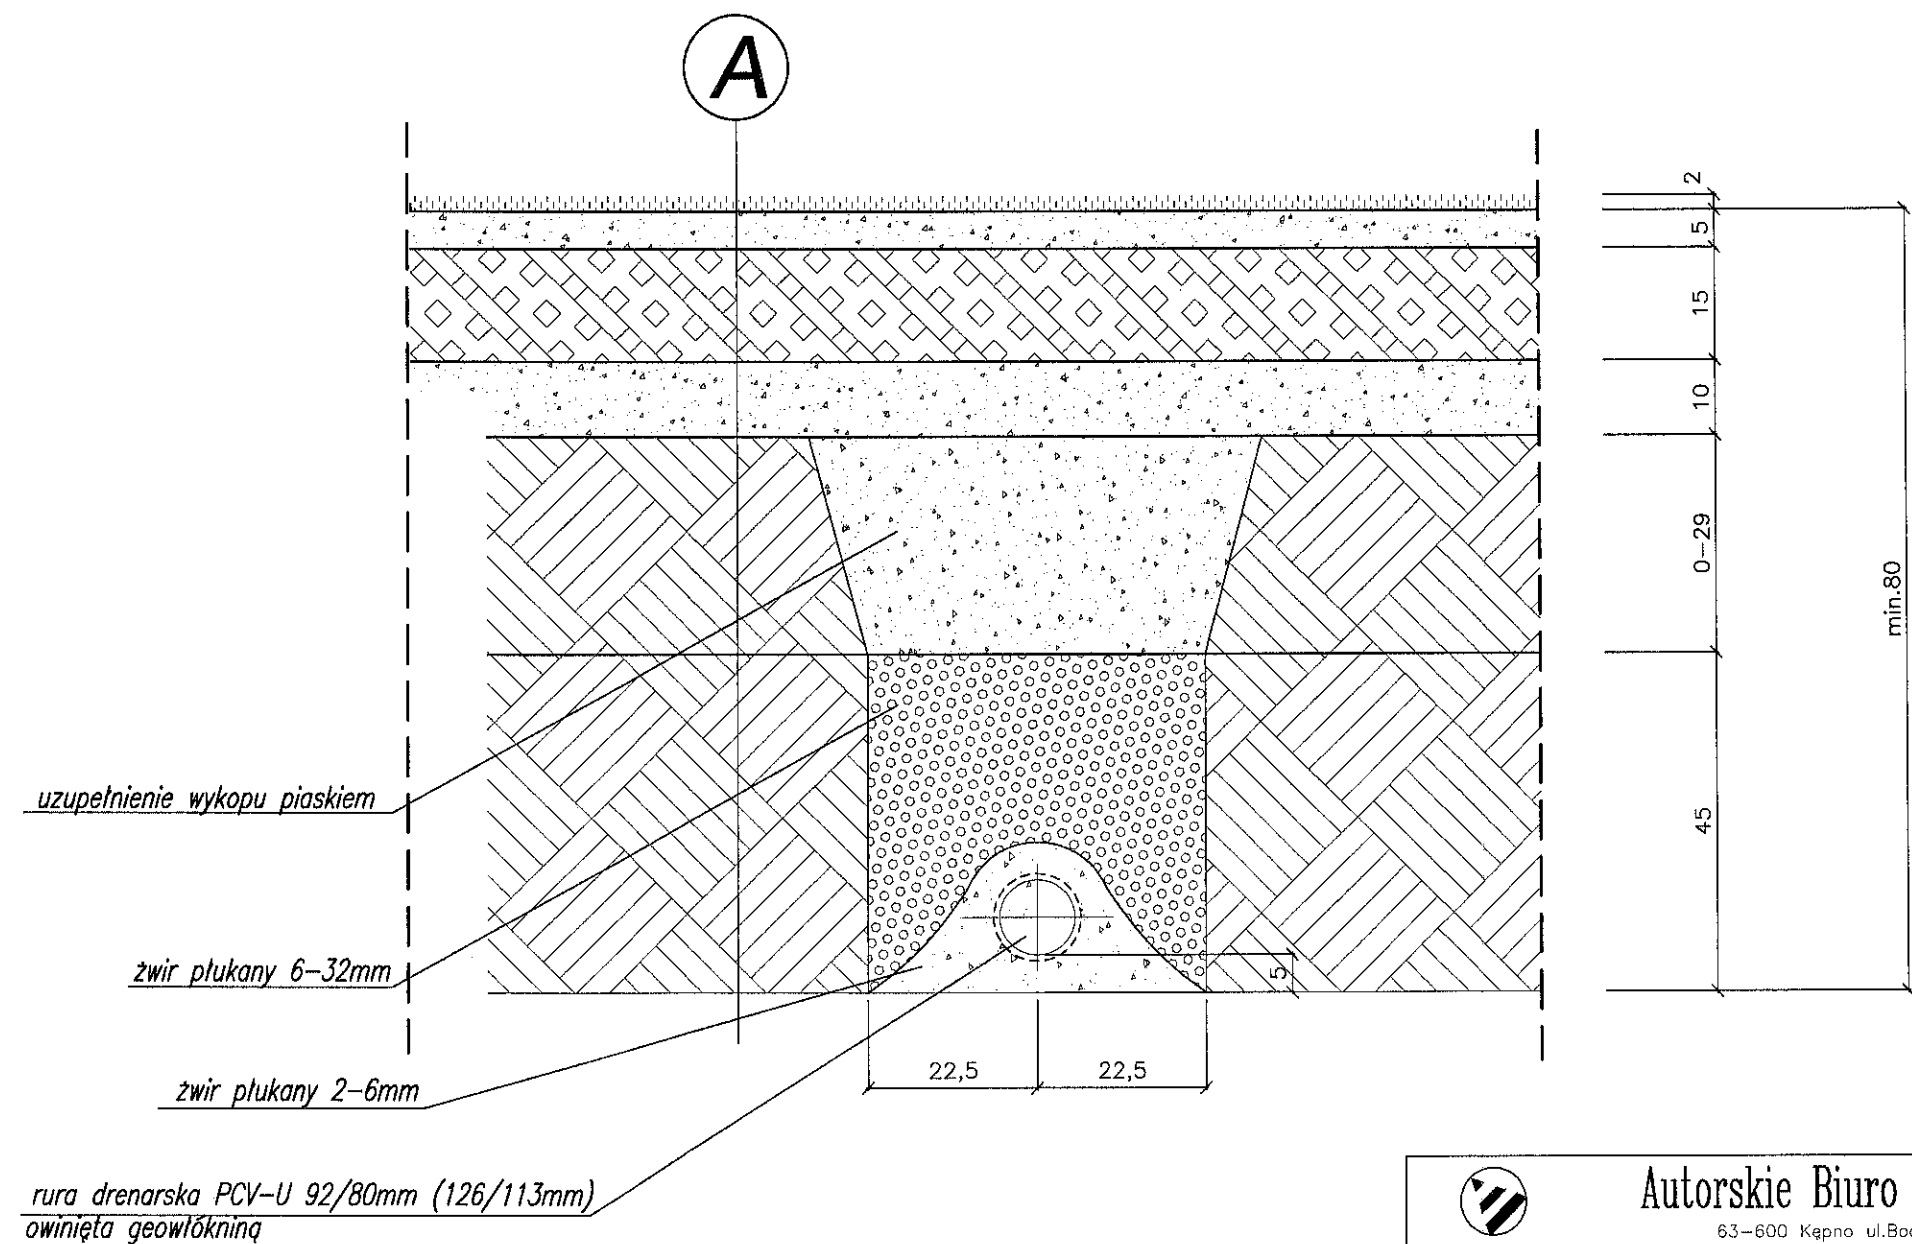 A
2
5
15
10
0-29
min.80
45
uzupełnienie wykopu piaskiem
żwir płukany 6-32mm
5
22,5
22,5
żwir płukany 2-6mm
rura drenarska PCV-U 92/80mm (126/113mm)
owinięta geowłókniną
Autorskie Biuro
63-600 Kępno ul.